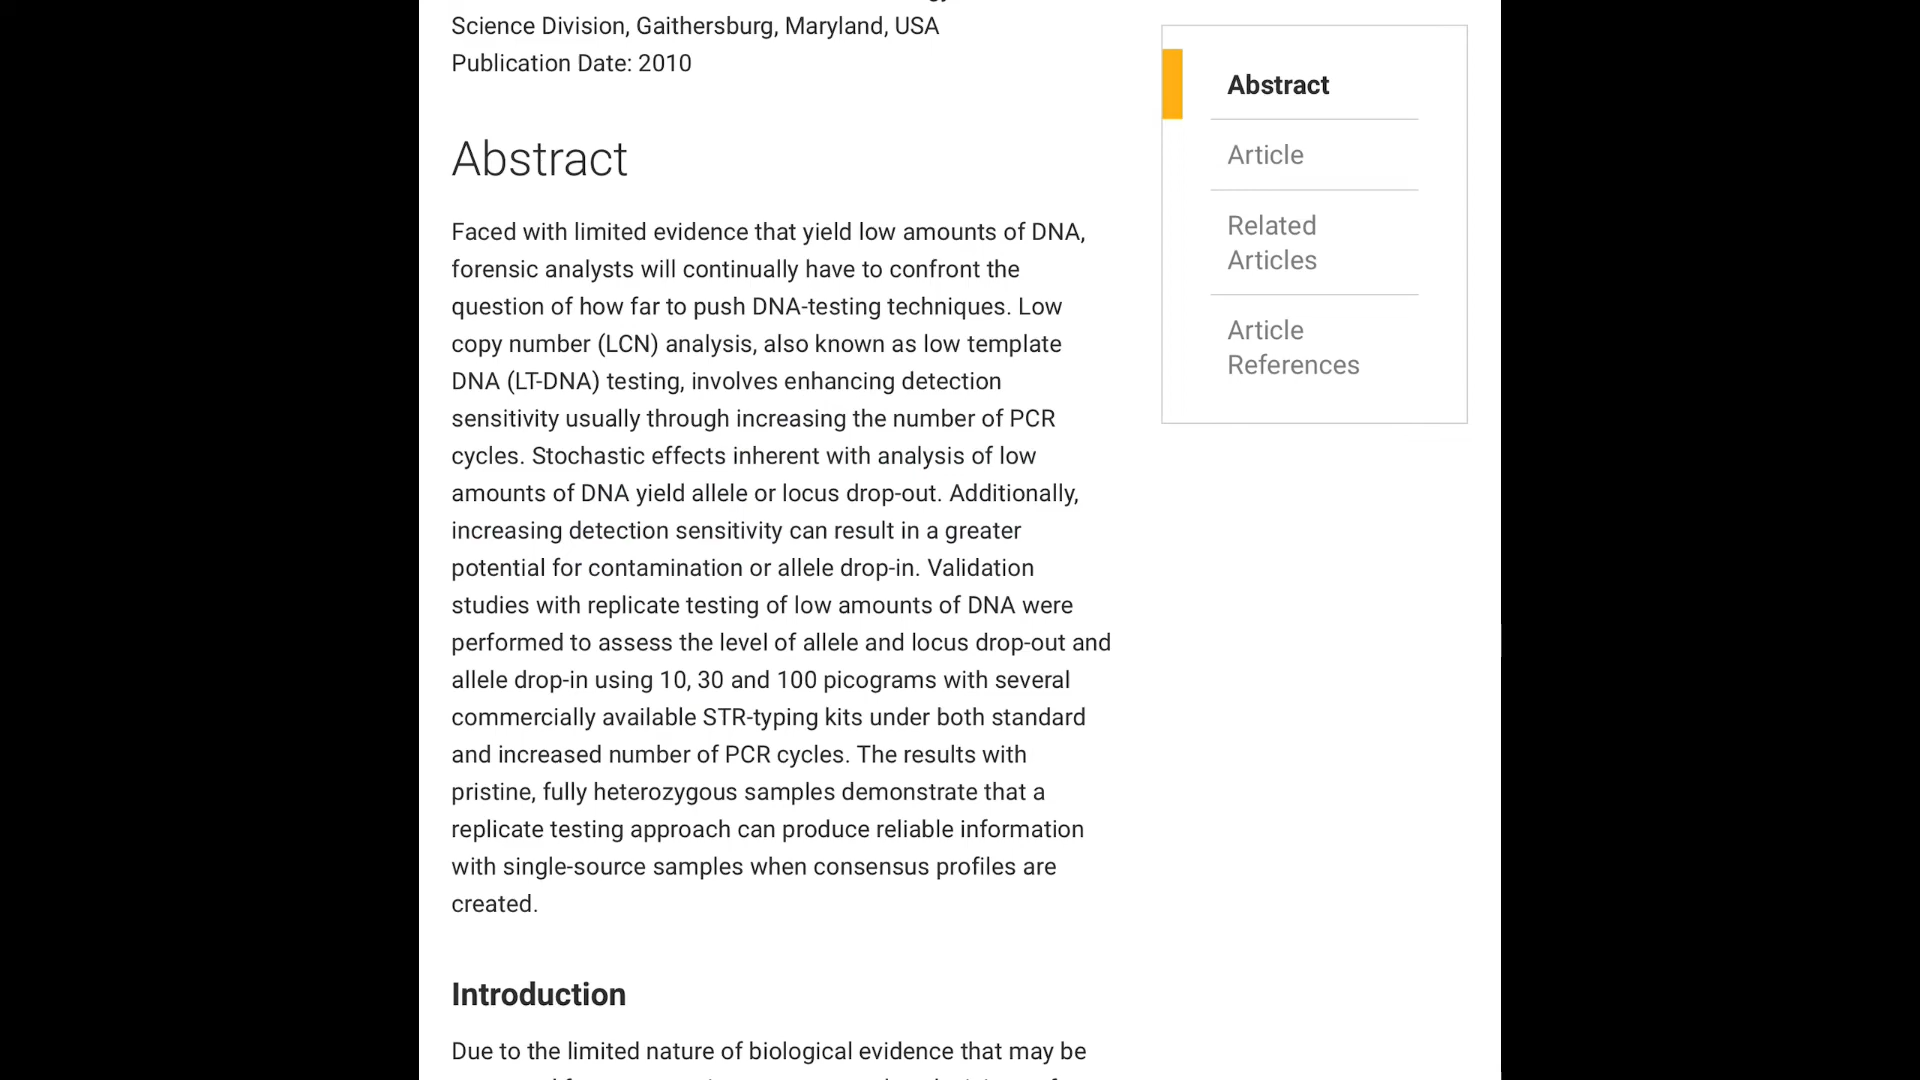 Science Division, Gaithersburg, Maryland, USA
Publication Date: 2010
Abstract
Faced with limited evidence that yield low amounts of DNA,
forensic analysts will continually have to confront the
question of how far to push DNA-testing techniques. Low
copy number (LCN) analysis, also known as low template
DNA (LT-DNA) testing, involves enhancing detection
sensitivity usually through increasing the number of PCR
cycles. Stochastic effects inherent with analysis of low
amounts of DNA yield allele or locus drop-out. Additionally,
increasing detection sensitivity can result in a greater
potential for contamination or allele drop-in. Validation
studies with replicate testing of low amounts of DNA were
performed to assess the level of allele and locus drop-out and
allele drop-in using 10, 30 and 100 picograms with several
commercially available STR-typing kits under both standard
and increased number of PCR cycles. The results with
pristine, fully heterozygous samples demonstrate that a
replicate testing approach can produce reliable information
with single-source samples when consensus profiles are
created.
Introduction
Due to the limited nature of biological evidence that may be
Abstract
Article
Related
Articles
Article
References